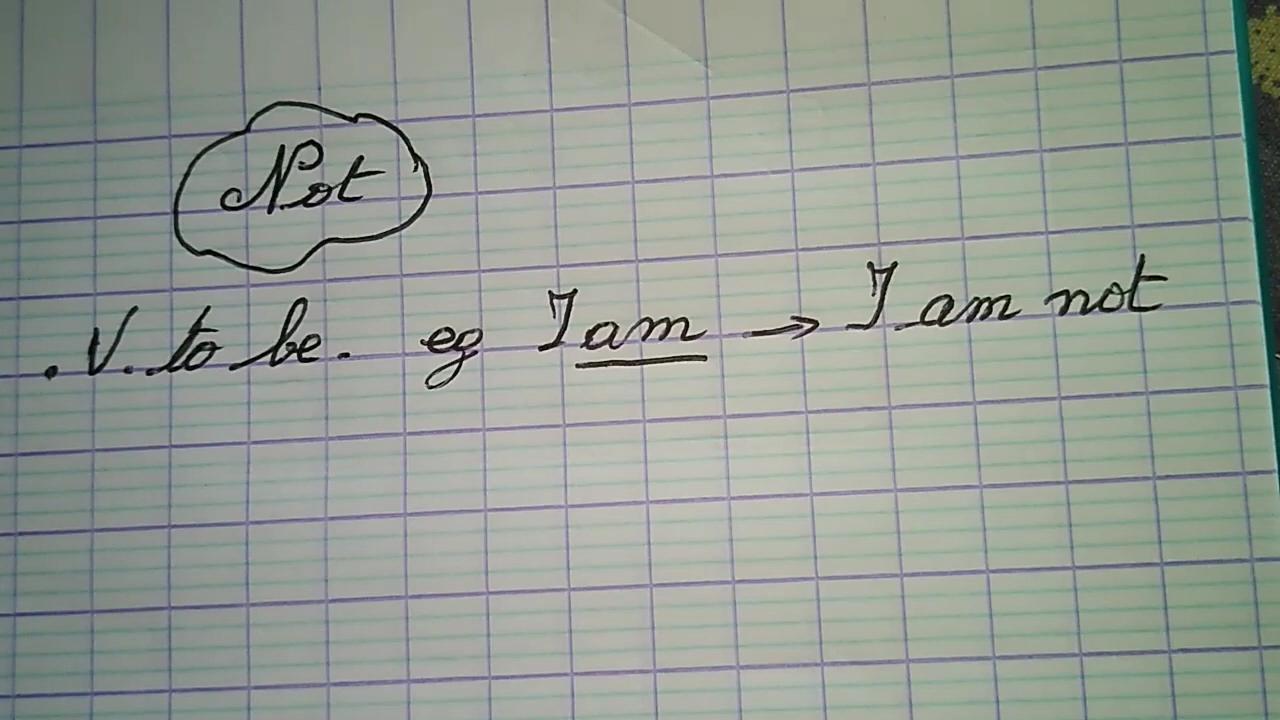 Not
. V. to be. eg I am → I am not